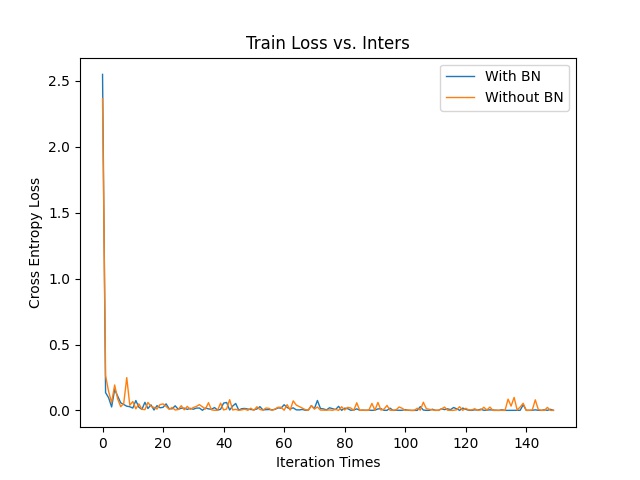 Train Loss vs. Inters
With BN
Without BN
Cross Entropy Loss
2.5
2.0
1.5
1.0
0.5
0.0
0 20 40 60 80 100 120 140
Iteration Times